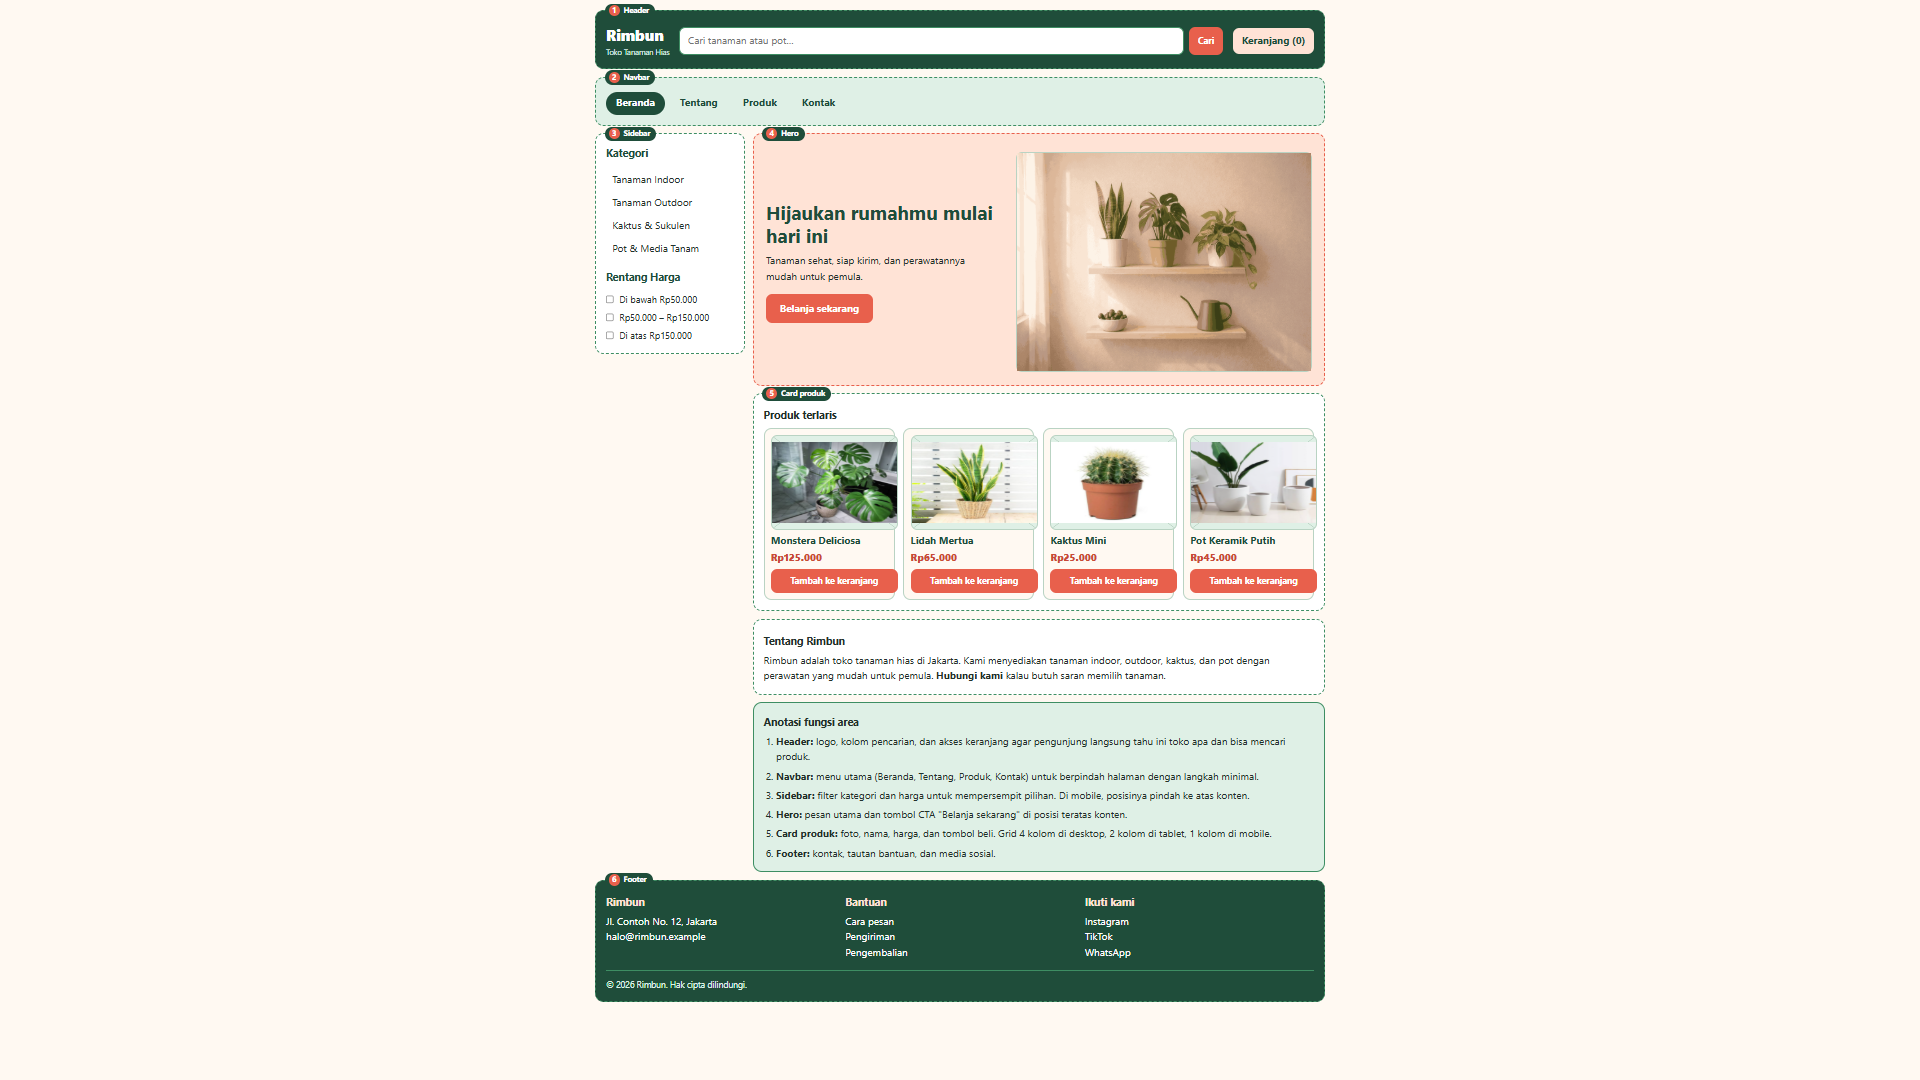 1 Header
Rimbun
Toko Tanaman Hias
Cari tanaman atau pot...
Cari
Keranjang (0)
2 Navbar
Beranda
Tentang
Produk
Kontak
3 Sidebar
Kategori
Tanaman Indoor
Tanaman Outdoor
Kaktus & Sukulen
Pot & Media Tanam
Rentang Harga
Di bawah Rp50.000
Rp50.000 – Rp150.000
Di atas Rp150.000
4 Hero
Hijaukan rumahmu mulai
hari ini
Tanaman sehat, siap kirim, dan perawatannya
mudah untuk pemula.
Belanja sekarang
5 Card produk
Produk terlaris
Monstera Deliciosa
Rp125.000
Tambah ke keranjang
Lidah Mertua
Rp65.000
Tambah ke keranjang
Kaktus Mini
Rp25.000
Tambah ke keranjang
Pot Keramik Putih
Rp45.000
Tambah ke keranjang
Tentang Rimbun
Rimbun adalah toko tanaman hias di Jakarta. Kami menyediakan tanaman indoor, outdoor, kaktus, dan pot dengan
perawatan yang mudah untuk pemula. Hubungi kami kalau butuh saran memilih tanaman.
Anotasi fungsi area
1. Header: logo, kolom pencarian, dan akses keranjang agar pengunjung langsung tahu ini toko apa dan bisa mencari
produk.
2. Navbar: menu utama (Beranda, Tentang, Produk, Kontak) untuk berpindah halaman dengan langkah minimal.
3. Sidebar: filter kategori dan harga untuk mempersempit pilihan. Di mobile, posisinya pindah ke atas konten.
4. Hero: pesan utama dan tombol CTA "Belanja sekarang" di posisi teratas konten.
5. Card produk: foto, nama, harga, dan tombol beli. Grid 4 kolom di desktop, 2 kolom di tablet, 1 kolom di mobile.
6. Footer: kontak, tautan bantuan, dan media sosial.
6 Footer
Rimbun
Jl. Contoh No. 12, Jakarta
halo@rimbun.example
Bantuan
Cara pesan
Pengiriman
Pengembalian
Ikuti kami
Instagram
TikTok
WhatsApp
© 2026 Rimbun. Hak cipta dilindungi.